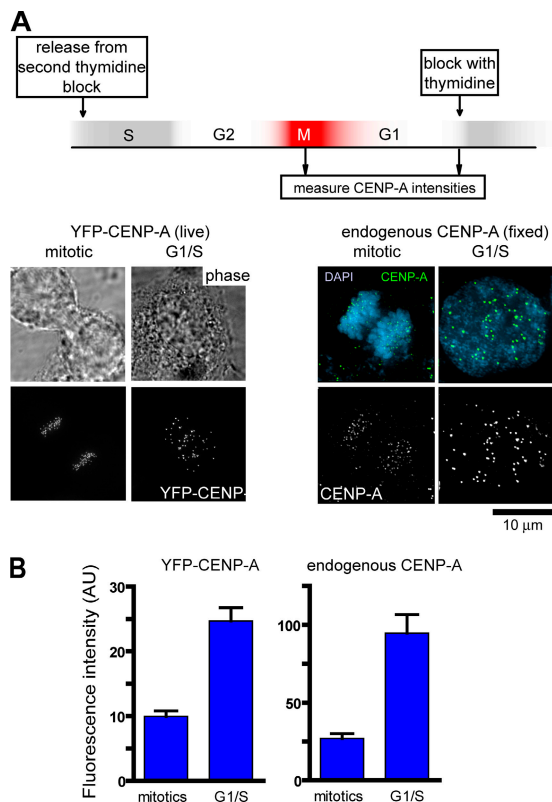 A
release from
second thymidine
block
block with
thymidine
S
G2
M
G1
measure CENP-A intensities
YFP-CENP-A (live)
mitotic
G1/S
phase
YFP-CENP-
endogenous CENP-A (fixed)
mitotic
G1/S
DAPI
CENP-A
CENP-A
10 μm
B
YFP-CENP-A
Fluorescence intensity (AU)
30
20
10
0
mitotics
G1/S
endogenous CENP-A
100
50
0
mitotics
G1/S